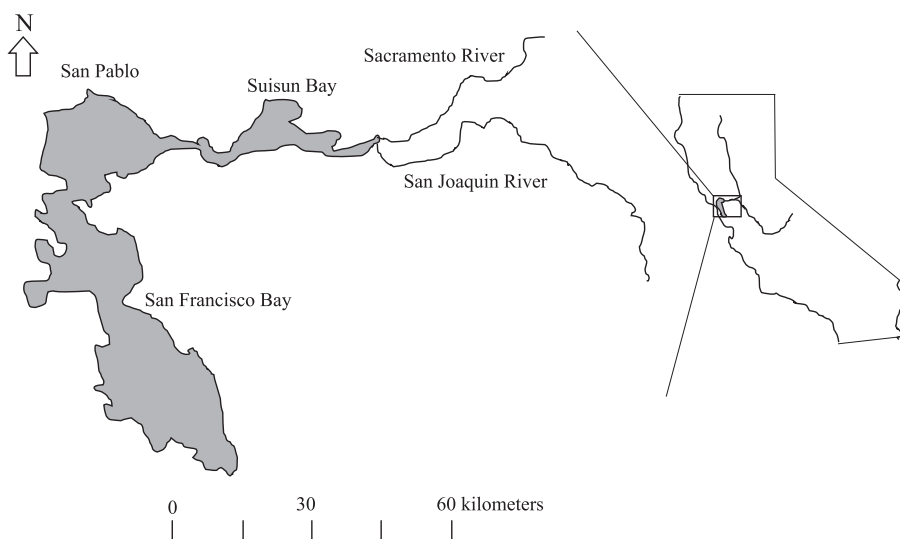 N
San Pablo
Suisun Bay
Sacramento River
San Joaquin River
San Francisco Bay
0 30 60 kilometers